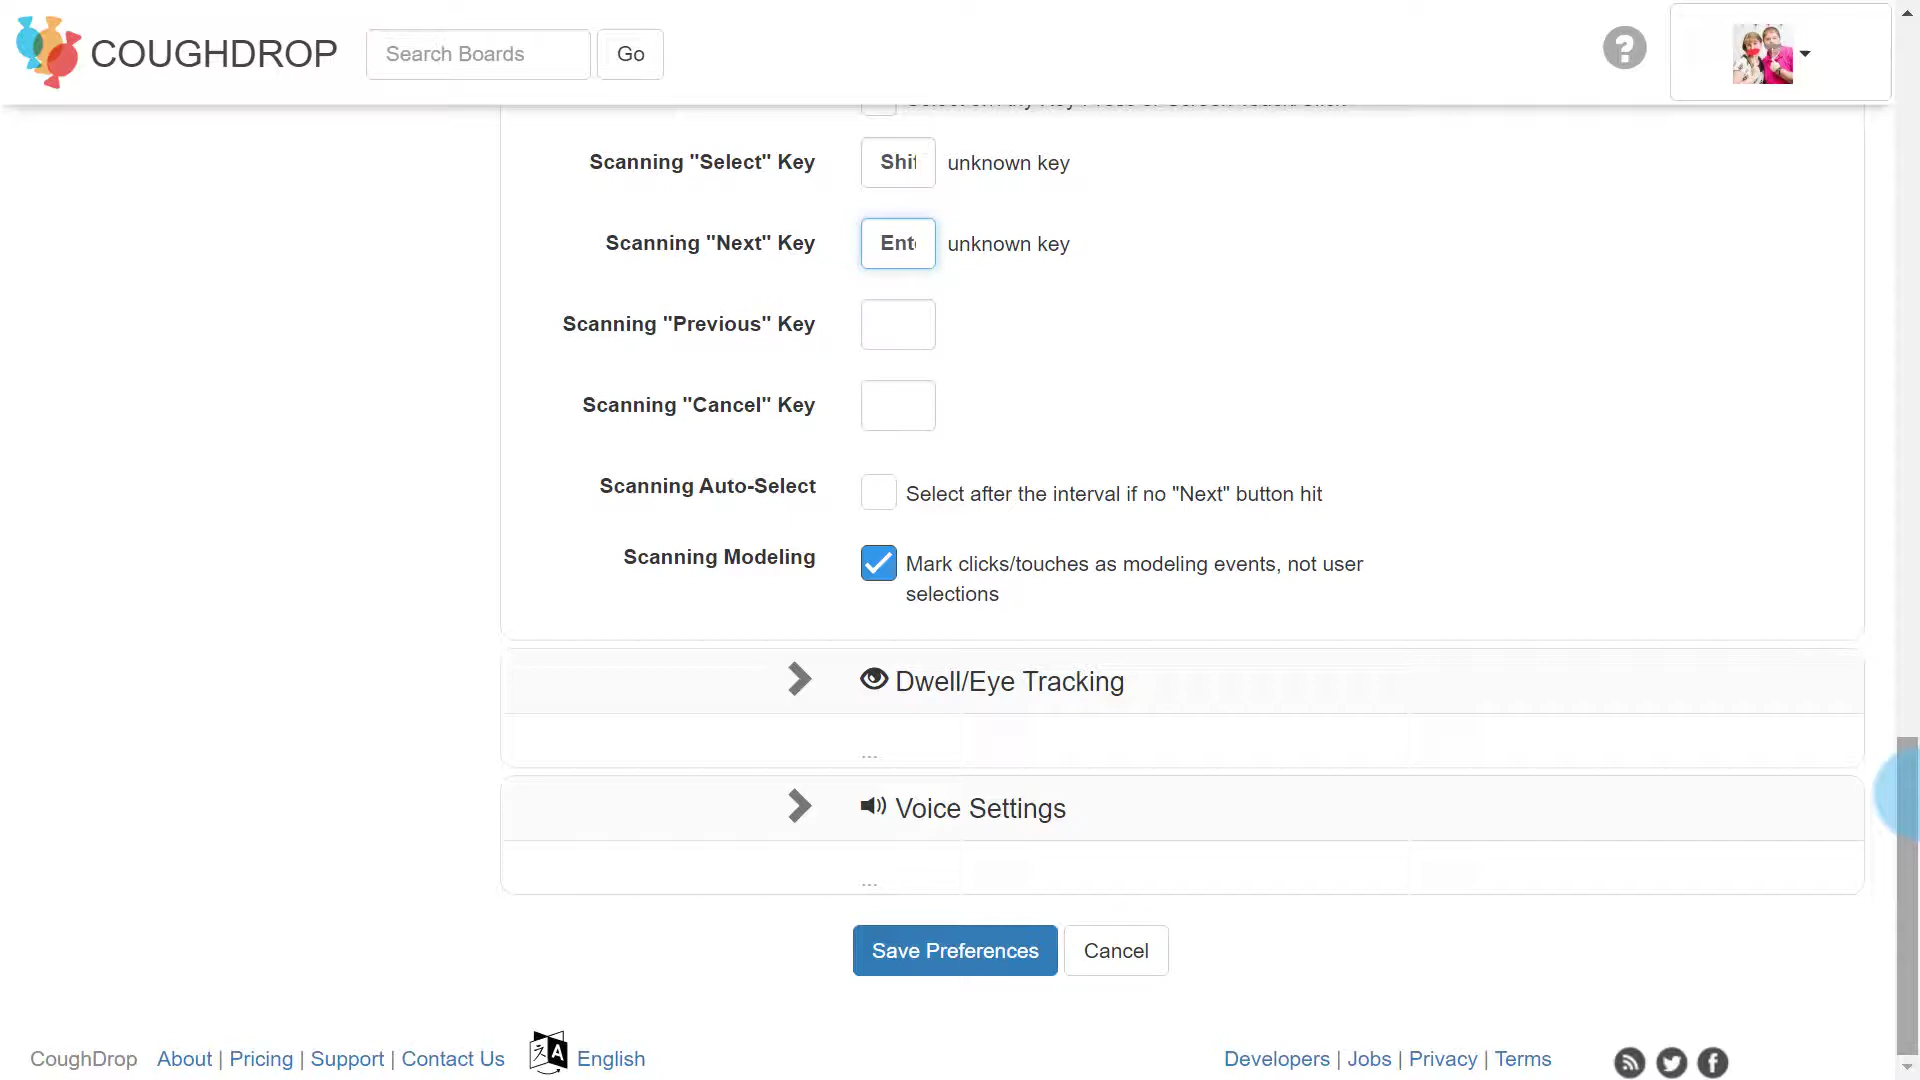 COUGHDROP
Search Boards
Go
Scanning "Select" Key
Shif
unknown key
Scanning "Next" Key
Ente
unknown key
Scanning "Previous" Key
Scanning "Cancel" Key
Scanning Auto-Select
Select after the interval if no "Next" button hit
Scanning Modeling
Mark clicks/touches as modeling events, not user
selections
Dwell/Eye Tracking
...
Voice Settings
...
Save Preferences
Cancel
CoughDrop About | Pricing | Support | Contact Us English
Developers | Jobs | Privacy | Terms